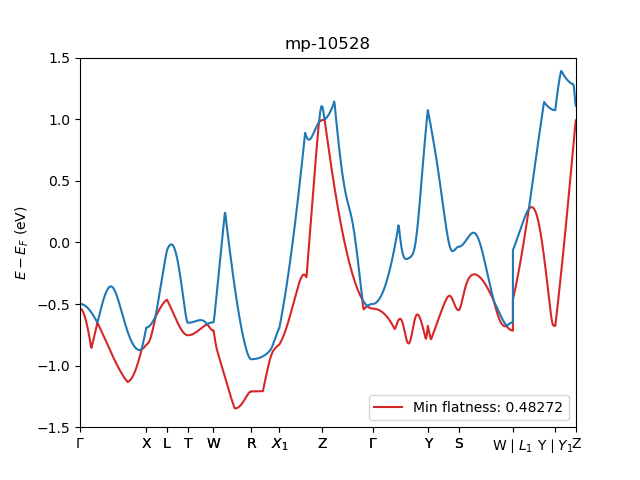 mp-10528
E − E_F (eV)
1.5
1.0
0.5
0.0
−0.5
−1.0
−1.5
Min flatness: 0.48272
Γ X L T W R X_1 Z Γ Y S W | L_1 Y | Y_1 Z